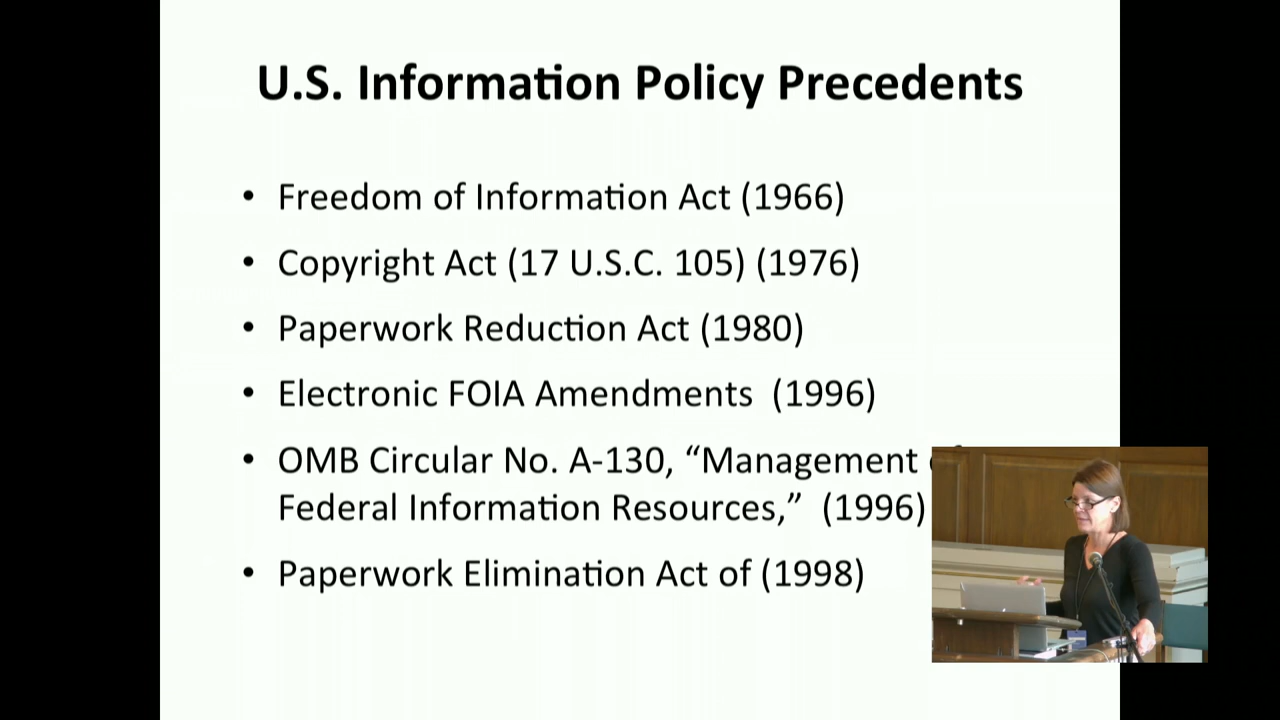 U.S. Information Policy Precedents
• Freedom of Information Act (1966)
• Copyright Act (17 U.S.C. 105) (1976)
• Paperwork Reduction Act (1980)
• Electronic FOIA Amendments (1996)
• OMB Circular No. A-130, “Management
Federal Information Resources,” (1996)
• Paperwork Elimination Act of (1998)